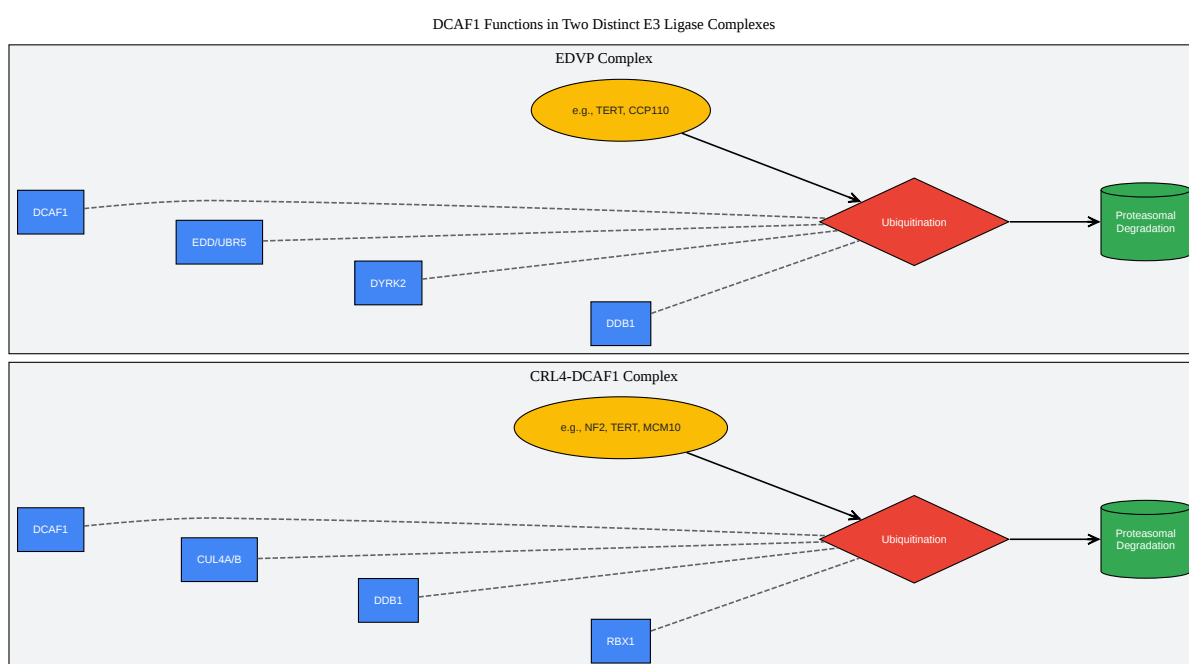 DCAF1 Functions in Two Distinct E3 Ligase Complexes
EDVP Complex
e.g., TERT, CCP110
DCAF1
EDD/UBR5
DYRK2
DDB1
Ubiquitination
Proteasomal
Degradation
CRL4-DCAF1 Complex
e.g., NF2, TERT, MCM10
DCAF1
CUL4A/B
DDB1
RBX1
Ubiquitination
Proteasomal
Degradation